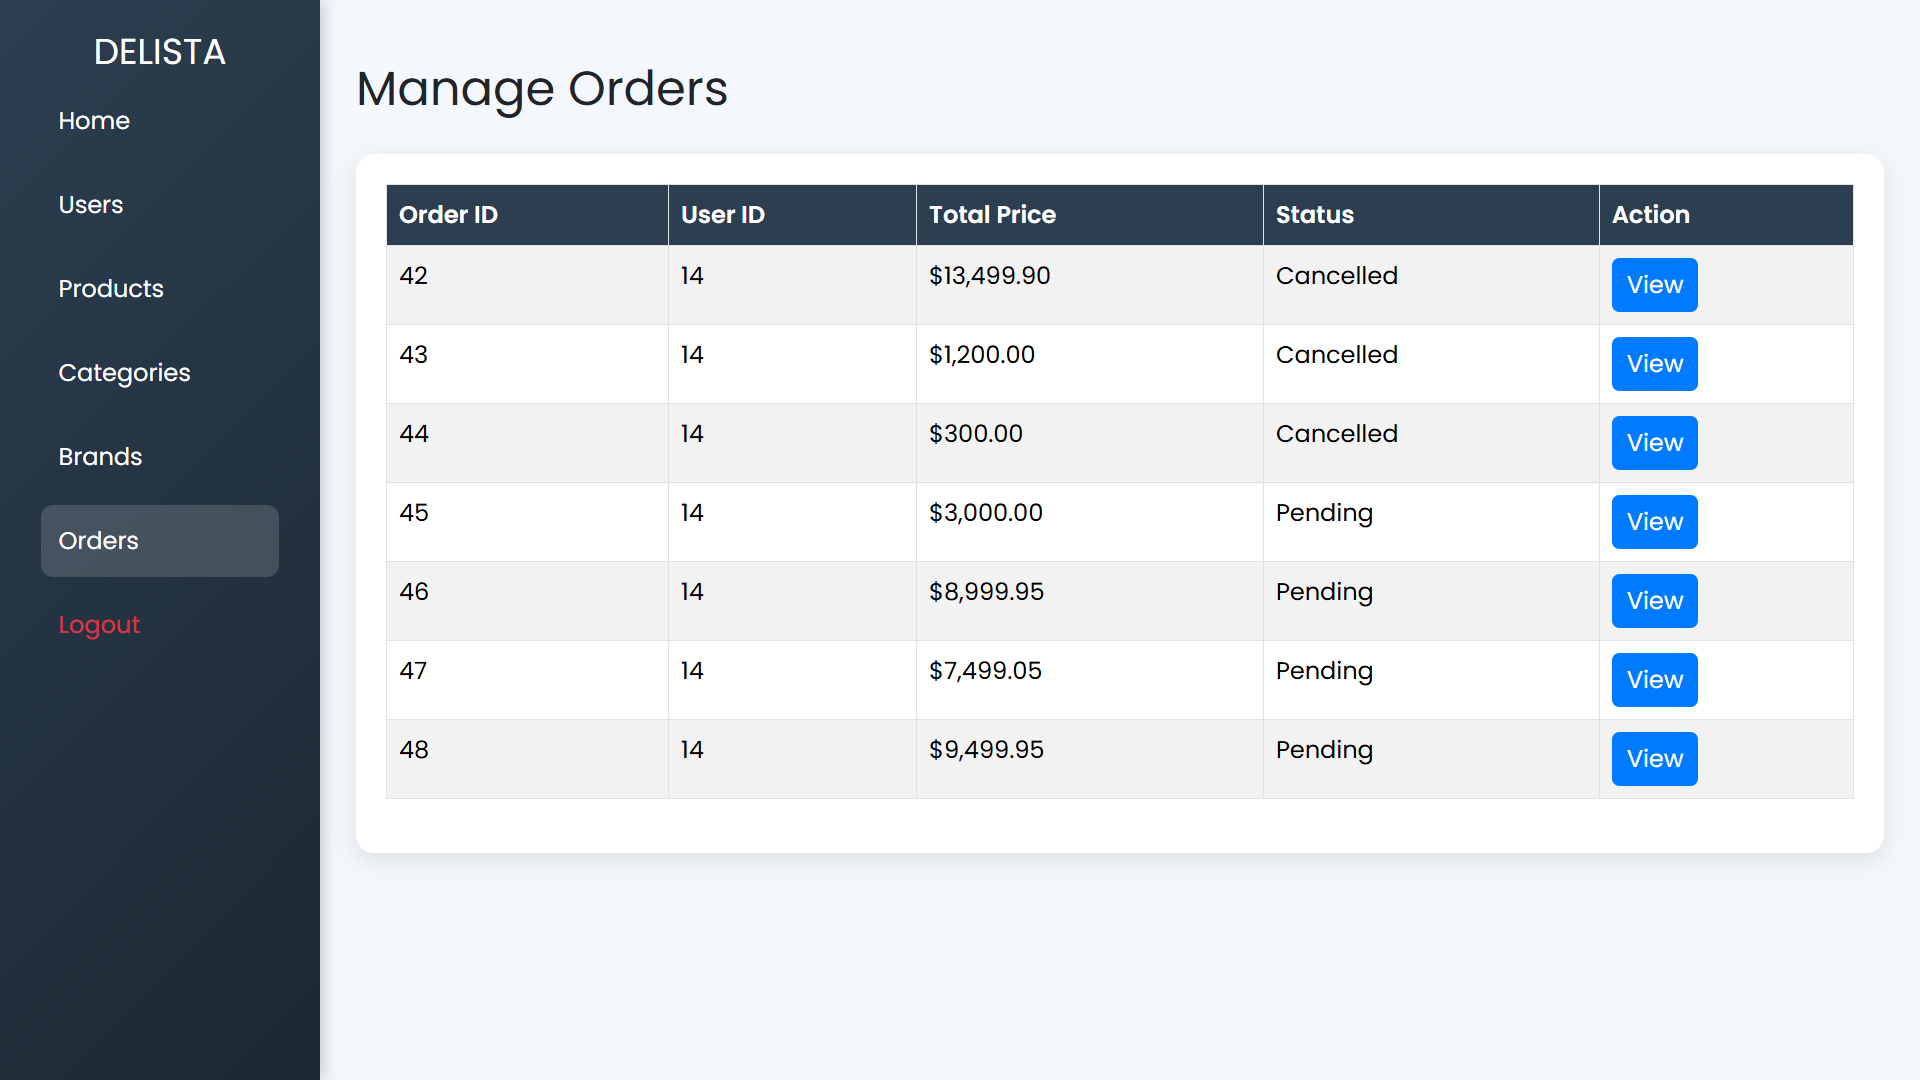 DELISTA
Home
Users
Products
Categories
Brands
Orders
Logout
Manage Orders
Order ID User ID Total Price Status Action
42 14 $13,499.90 Cancelled View
43 14 $1,200.00 Cancelled View
44 14 $300.00 Cancelled View
45 14 $3,000.00 Pending View
46 14 $8,999.95 Pending View
47 14 $7,499.05 Pending View
48 14 $9,499.95 Pending View